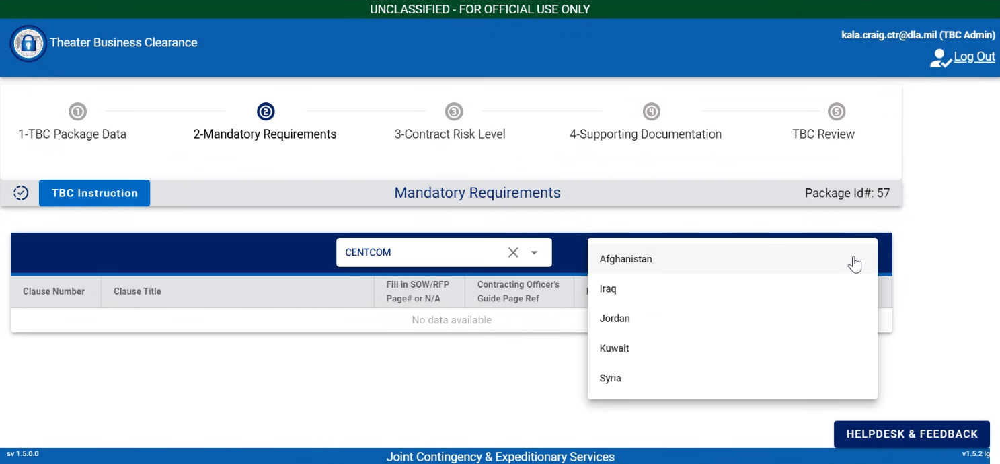 UNCLASSIFIED - FOR OFFICIAL USE ONLY
Theater Business Clearance
kala.craig.ctr@dla.mil (TBC Admin)
Log Out
1 2 3 4 5
1-TBC Package Data 2-Mandatory Requirements 3-Contract Risk Level 4-Supporting Documentation TBC Review
TBC Instruction Mandatory Requirements Package Id#: 57
CENTCOM
Clause Number Clause Title Fill in SOW/RFP Page# or N/A Contracting Officer's Guide Page Ref
No data available
Afghanistan
Iraq
Jordan
Kuwait
Syria
HELPDESK & FEEDBACK
sv 1.5.0.0 Joint Contingency & Expeditionary Services v1.5.2 lg